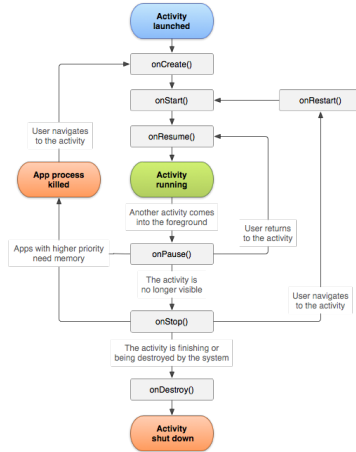 Activity
launched
onCreate()
onStart()
onRestart()
User navigates
to the activity
onResume()
App process
killed
Activity
running
Another activity comes
into the foreground
User returns
to the activity
Apps with higher priority
need memory
onPause()
The activity is
no longer visible
User navigates
to the activity
onStop()
The activity is finishing or
being destroyed by the system
onDestroy()
Activity
shut down